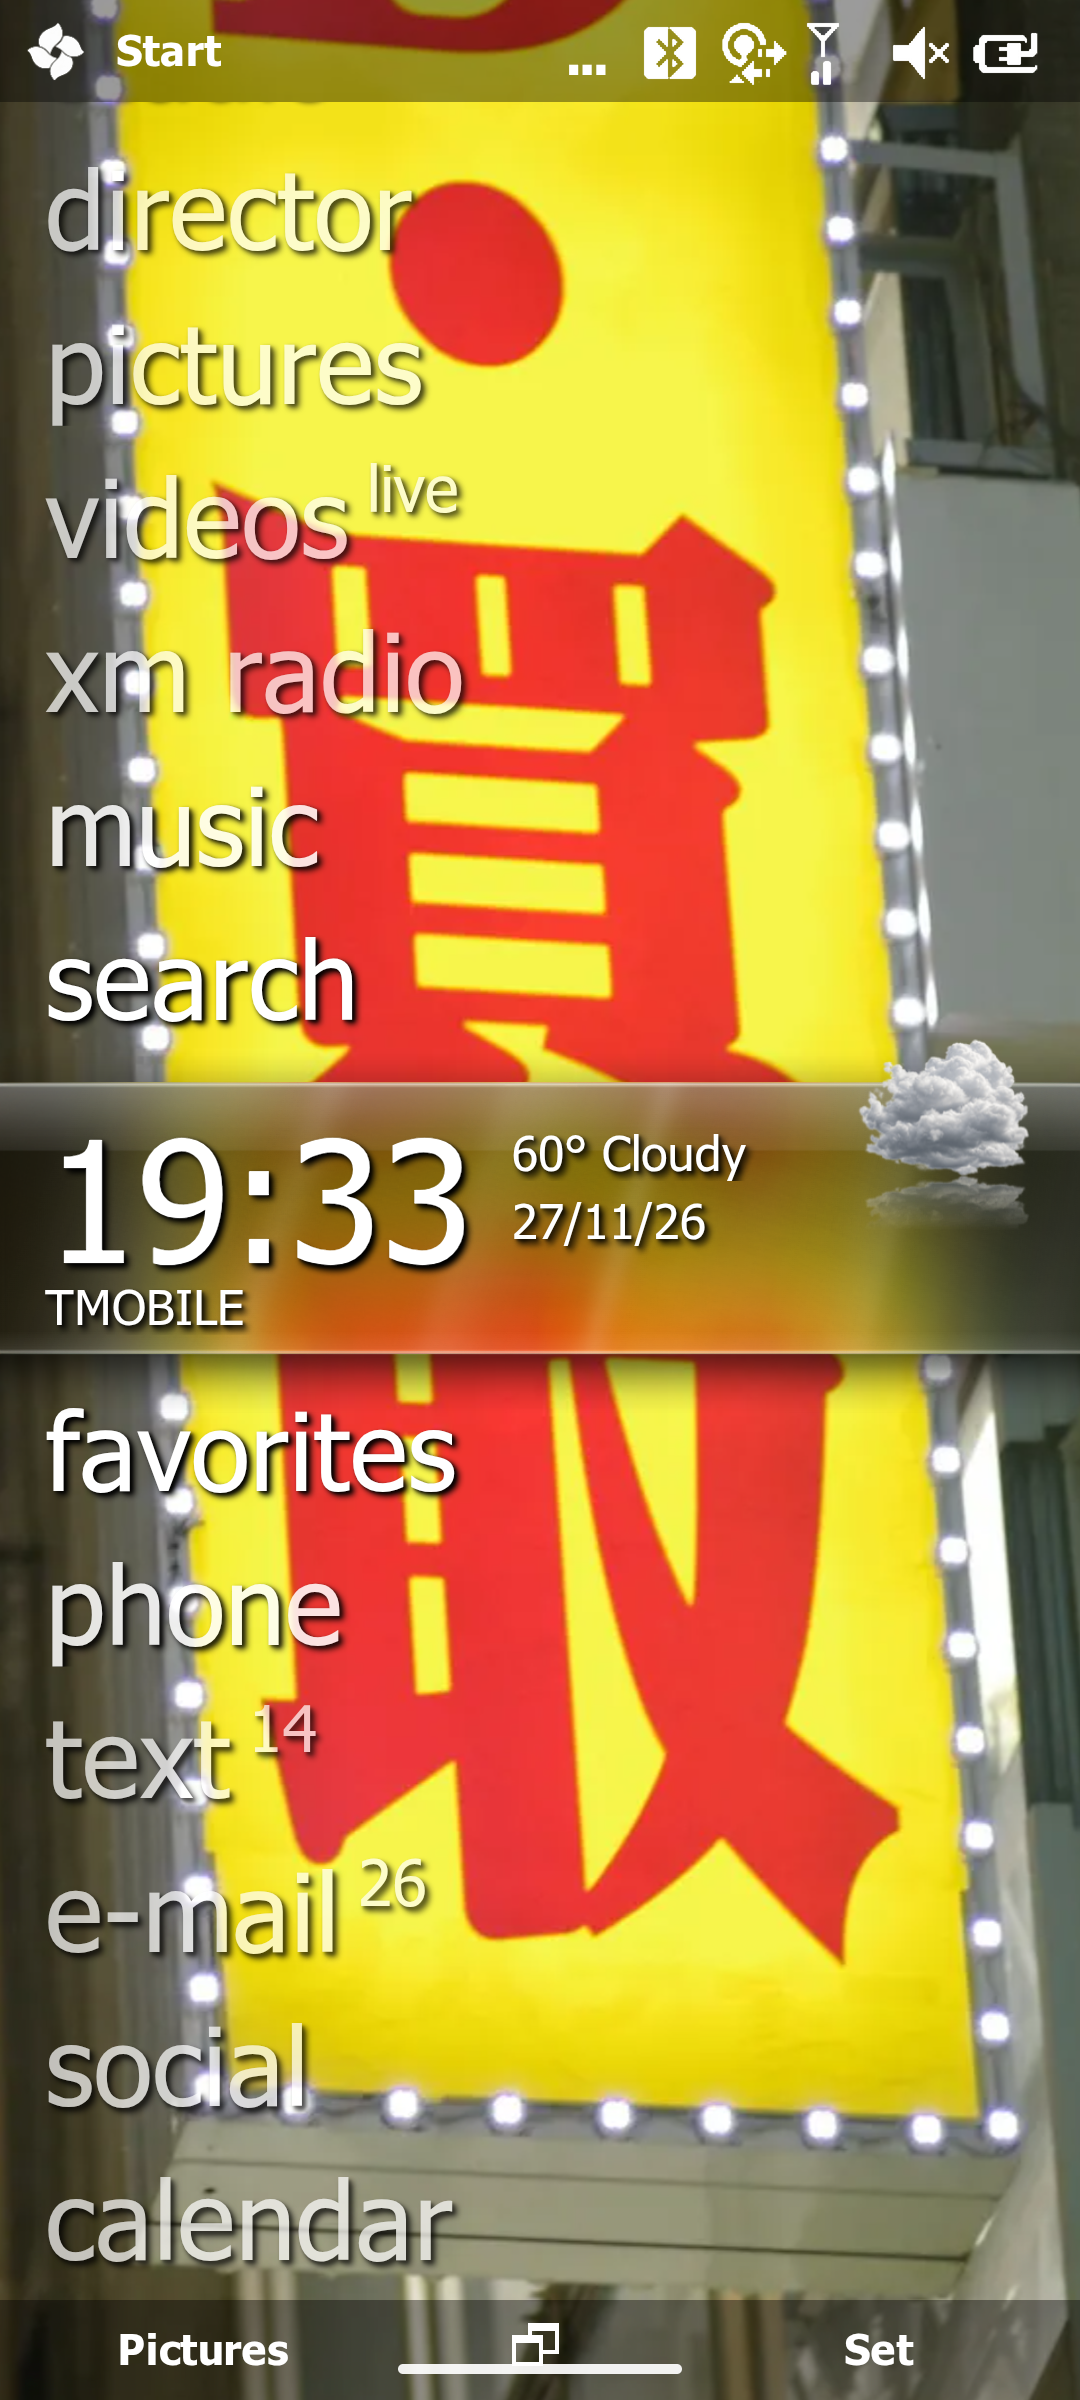 Start
director
pictures
videos live
xm radio
music
search
19:33
60° Cloudy
27/11/26
TMOBILE
favorites
phone
text 14
e-mail 26
social
calendar
Pictures
Set
・買取